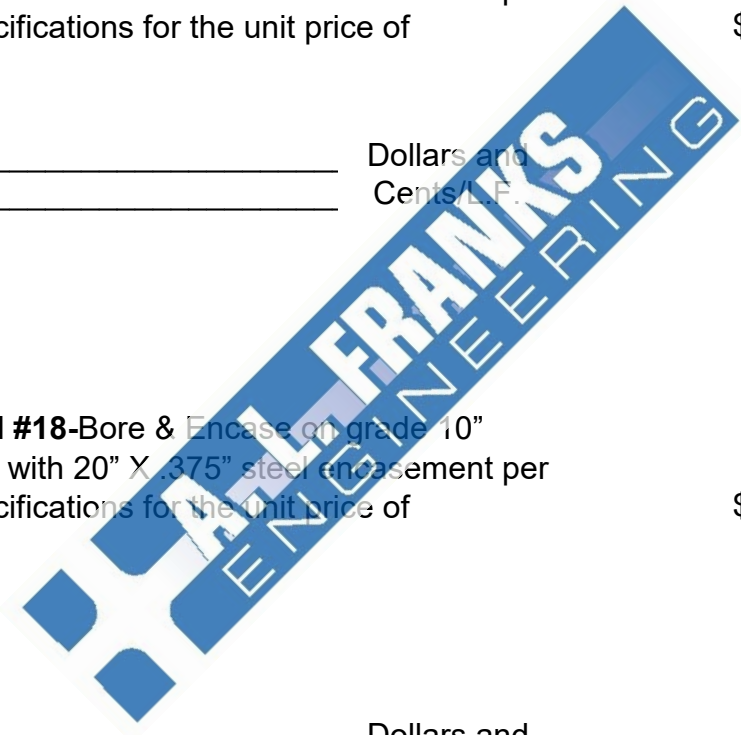 cifications for the unit price of $
Dollars and
Cents/L.F.
A.L. FRANKS
ENGINEERING
#18-Bore & Encase on grade 10”
with 20” X .375” steel encasement per
cifications for the unit price of $
Dollars and